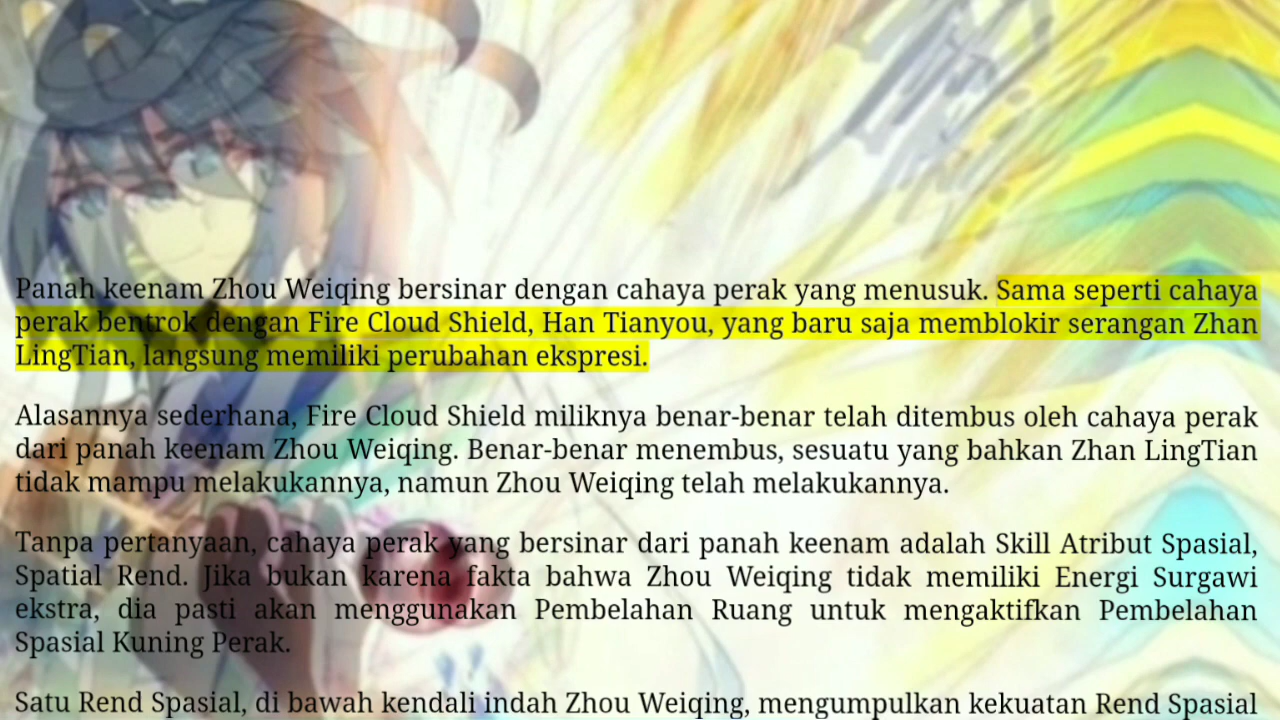 Panah keenam Zhou Weiqing bersinar dengan cahaya perak yang menusuk. Sama seperti cahaya
perak bentrok dengan Fire Cloud Shield, Han Tianyou, yang baru saja memblokir serangan Zhan
LingTian, langsung memiliki perubahan ekspresi.
Alasannya sederhana, Fire Cloud Shield miliknya benar-benar telah ditembus oleh cahaya perak
dari panah keenam Zhou Weiqing. Benar-benar menembus, sesuatu yang bahkan Zhan LingTian
tidak mampu melakukannya, namun Zhou Weiqing telah melakukannya.
Tanpa pertanyaan, cahaya perak yang bersinar dari panah keenam adalah Skill Atribut Spasial,
Spatial Rend. Jika bukan karena fakta bahwa Zhou Weiqing tidak memiliki Energi Surgawi
ekstra, dia pasti akan menggunakan Pembelahan Ruang untuk mengaktifkan Pembelahan
Spasial Kuning Perak.
Satu Rend Spasial, di bawah kendali indah Zhou Weiqing, mengumpulkan kekuatan Rend Spasial